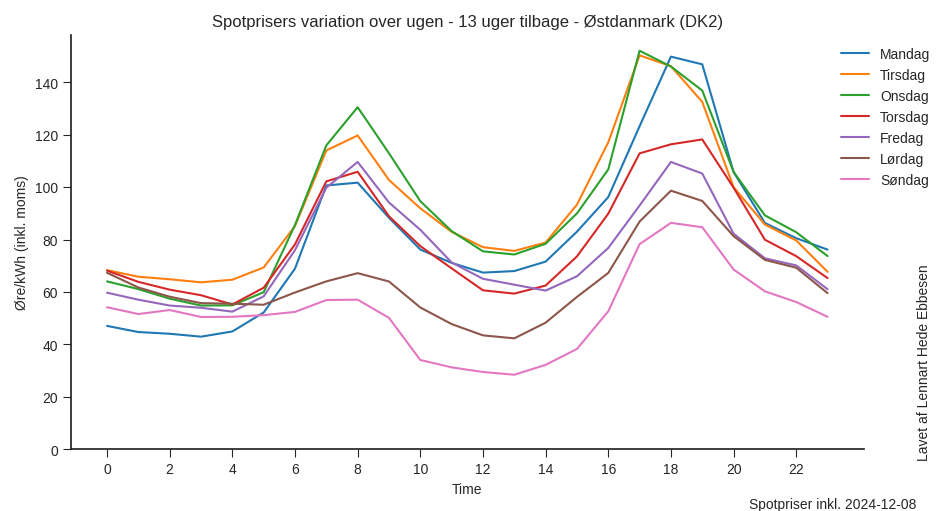 Spotprisers variation over ugen - 13 uger tilbage - Østdanmark (DK2)
Øre/kWh (inkl. moms)
140
120
100
80
60
40
20
0
0 2 4 6 8 10 12 14 16 18 20 22
Time
Mandag
Tirsdag
Onsdag
Torsdag
Fredag
Lørdag
Søndag
Lavet af Lennart Hede Ebbesen
Spotpriser inkl. 2024-12-08